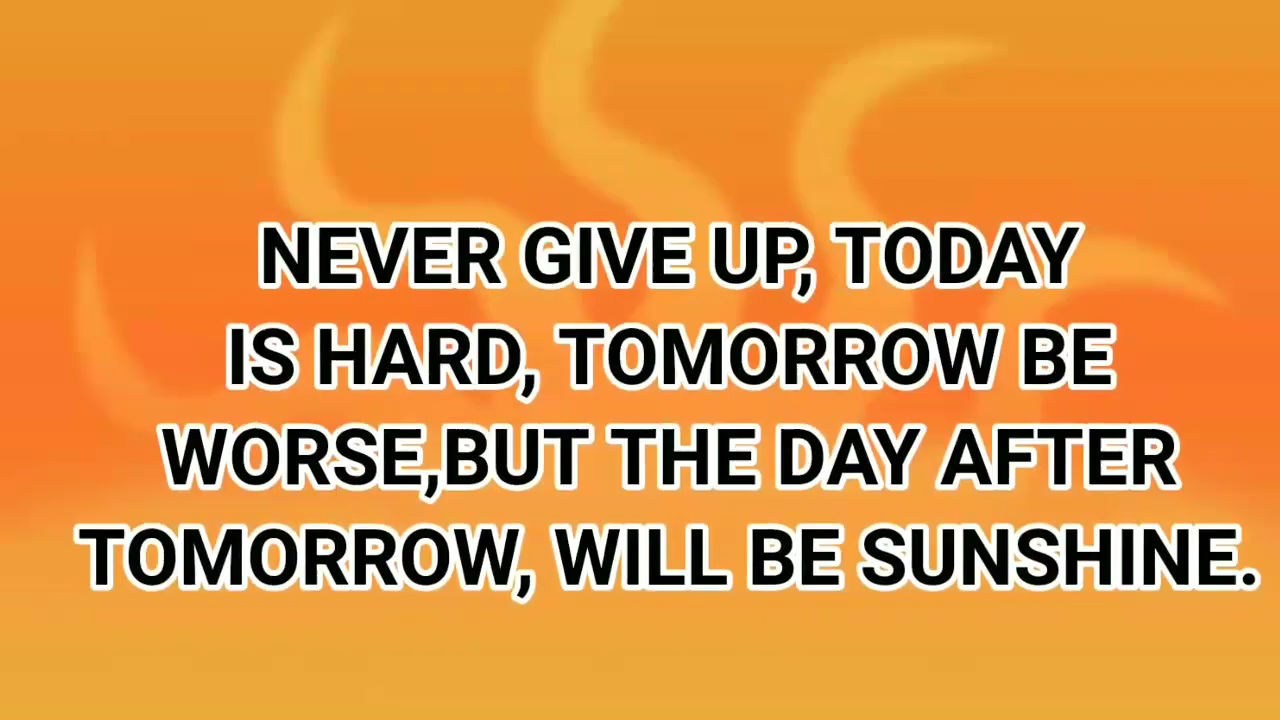 NEVER GIVE UP, TODAY
IS HARD, TOMORROW BE
WORSE,BUT THE DAY AFTER
TOMORROW, WILL BE SUNSHINE.